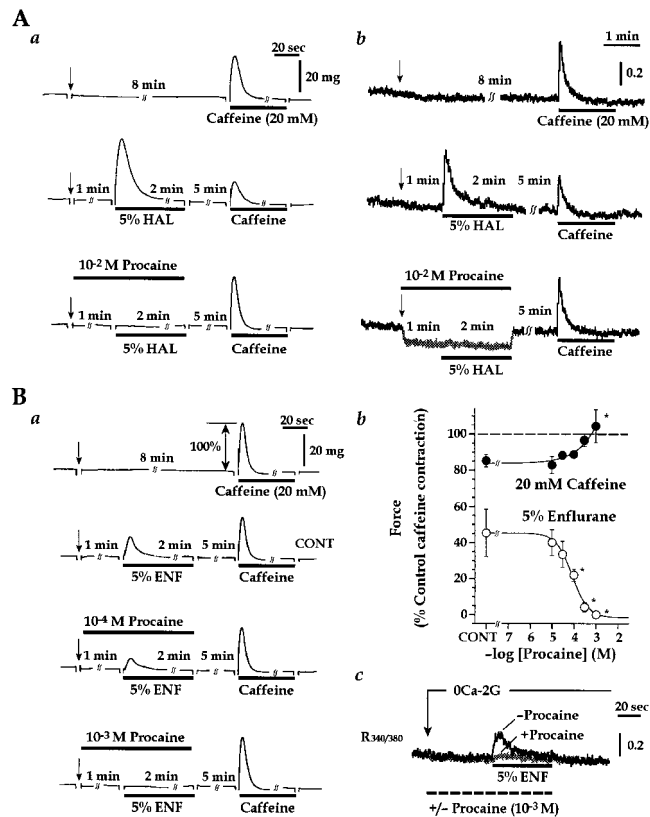 A
a
20 sec
8 min
20 mg
Caffeine (20 mM)
1 min 2 min 5 min
5% HAL Caffeine
10-2 M Procaine
1 min 2 min 5 min
5% HAL Caffeine
b
1 min
8 min
0.2
Caffeine (20 mM)
1 min 2 min 5 min
5% HAL Caffeine
10-2 M Procaine
1 min 2 min 5 min
5% HAL Caffeine
B
a
20 sec
100%
20 mg
8 min
Caffeine (20 mM)
1 min 2 min 5 min CONT
5% ENF Caffeine
10-4 M Procaine
1 min 2 min 5 min
5% ENF Caffeine
10-3 M Procaine
1 min 2 min 5 min
5% ENF Caffeine
b
Force
(% Control caffeine contraction)
100
80
60
40
20
0
20 mM Caffeine
5% Enflurane
* * * *
CONT 7 6 5 4 3 2
-log [Procaine] (M)
c
0Ca-2G
20 sec
R340/380
−Procaine
+Procaine
0.2
5% ENF
+/- Procaine (10-3 M)